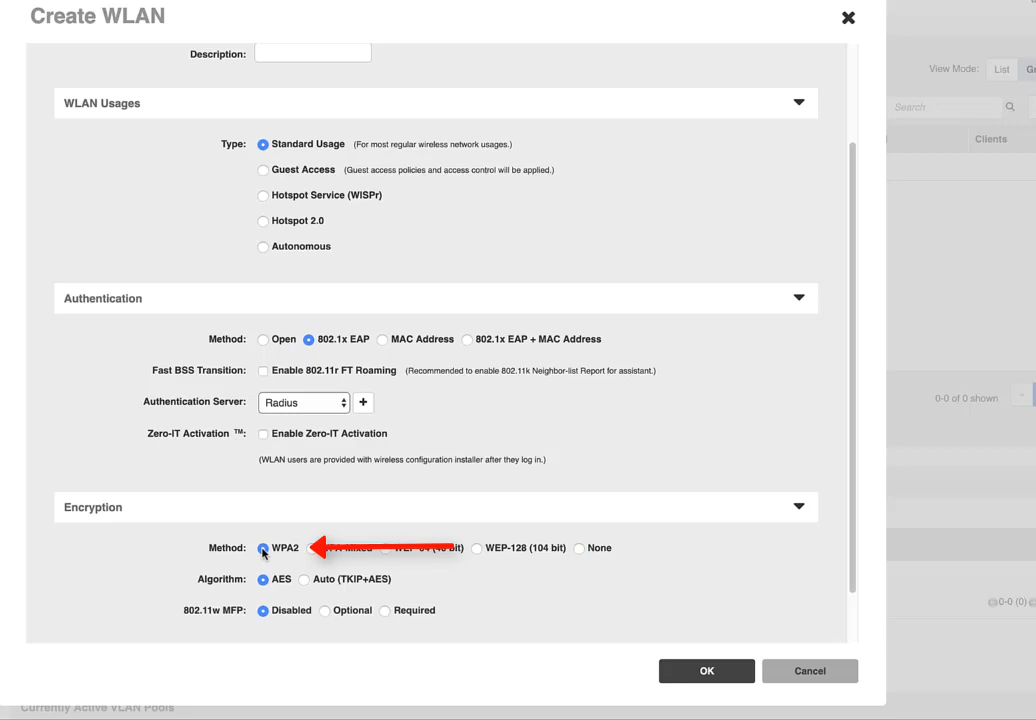 Create WLAN
Description:
View Mode: List
Search
WLAN Usages
Clients
Type: Standard Usage (For most regular wireless network usages.)
Guest Access (Guest access policies and access control will be applied.)
Hotspot Service (WISPr)
Hotspot 2.0
Autonomous
Authentication
Method: Open 802.1x EAP MAC Address 802.1x EAP + MAC Address
Fast BSS Transition: Enable 802.11r FT Roaming (Recommended to enable 802.11k Neighbor-list Report for assistant.)
0-0 of 0 shown
Authentication Server: Radius +
Zero-IT Activation ™: Enable Zero-IT Activation
(WLAN users are provided with wireless configuration installer after they log in.)
Encryption
Method: WPA2 bit) WEP-128 (104 bit) None
Algorithm: AES Auto (TKIP+AES)
0-0 (0)
802.11w MFP: Disabled Optional Required
OK Cancel
Currently Active VLAN Pools